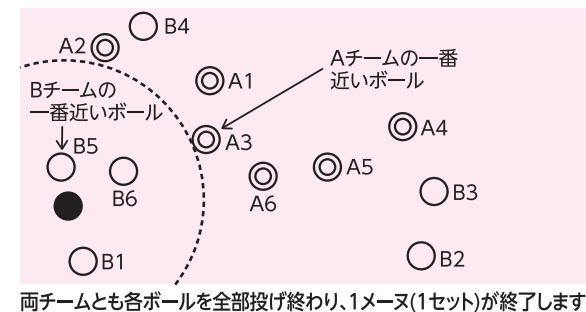 B4
A2
A1
Aチームの一番
近いボール
Bチームの
一番近いボール
A3
A4
B5
A5
B6
A6
B3
B1
B2
両チームとも各ボールを全部投げ終わり、1メーヌ(1セット)が終了します